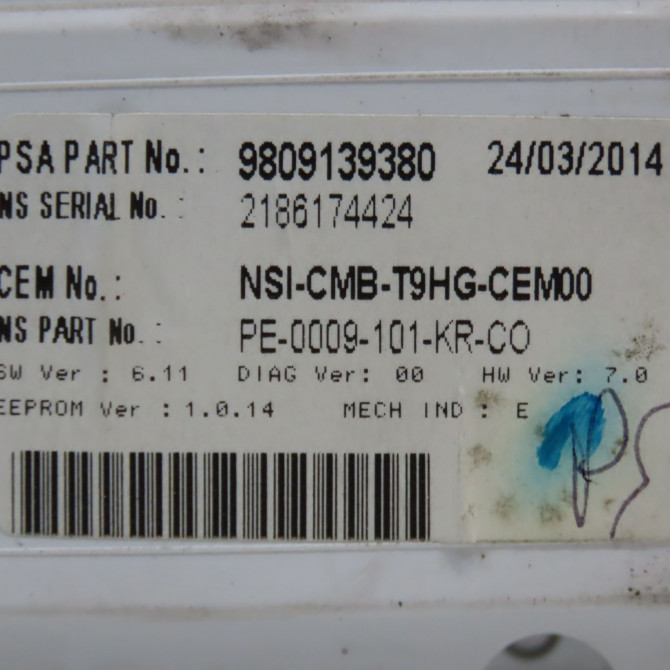 PSA PART No.: 9809139380 24/03/2014
NS SERIAL No. : 2186174424
CEM No.: NSI-CMB-T9HG-CEM00
NS PART No. : PE-0009-101-KR-CO
SW Ver : 6.11 DIAG Ver: 00 HW Ver: 7.0
EEPROM Ver : 1.0.14 MECH IND : E